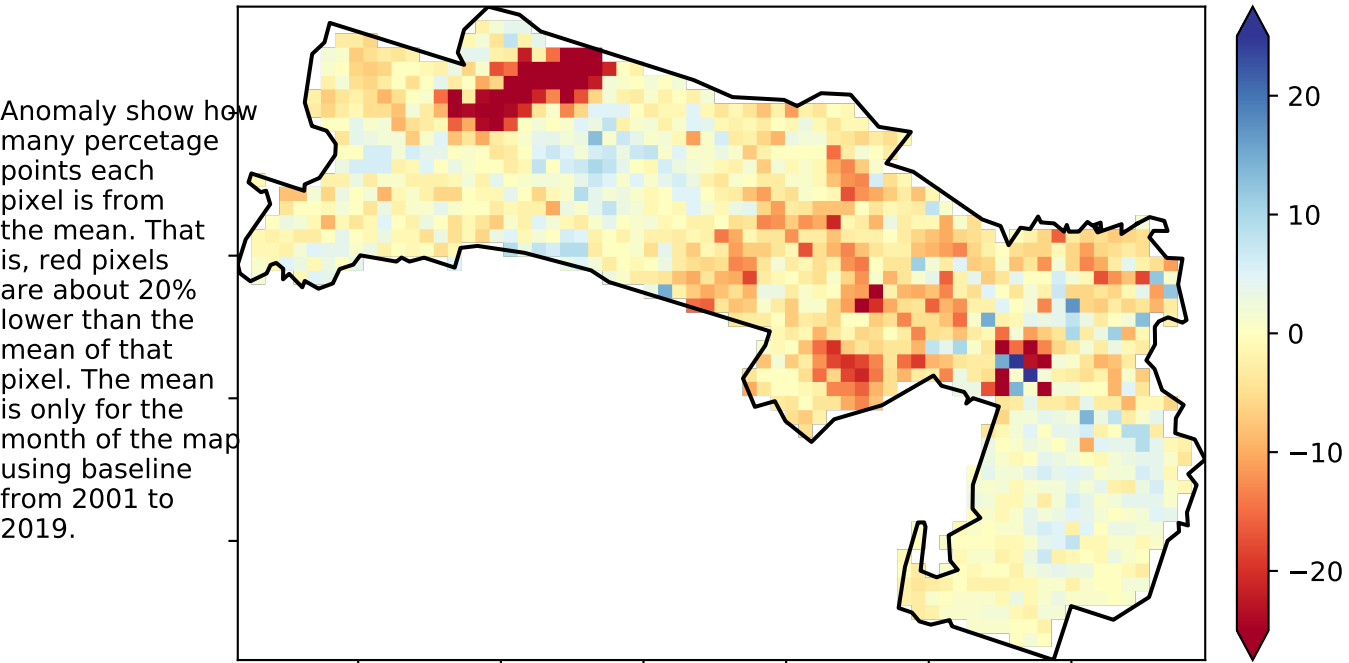 Anomaly show how
many percetage
points each
pixel is from
the mean. That
is, red pixels
are about 20%
lower than the
mean of that
pixel. The mean
is only for the
month of the map
using baseline
from 2001 to
2019.
20
10
0
−10
−20